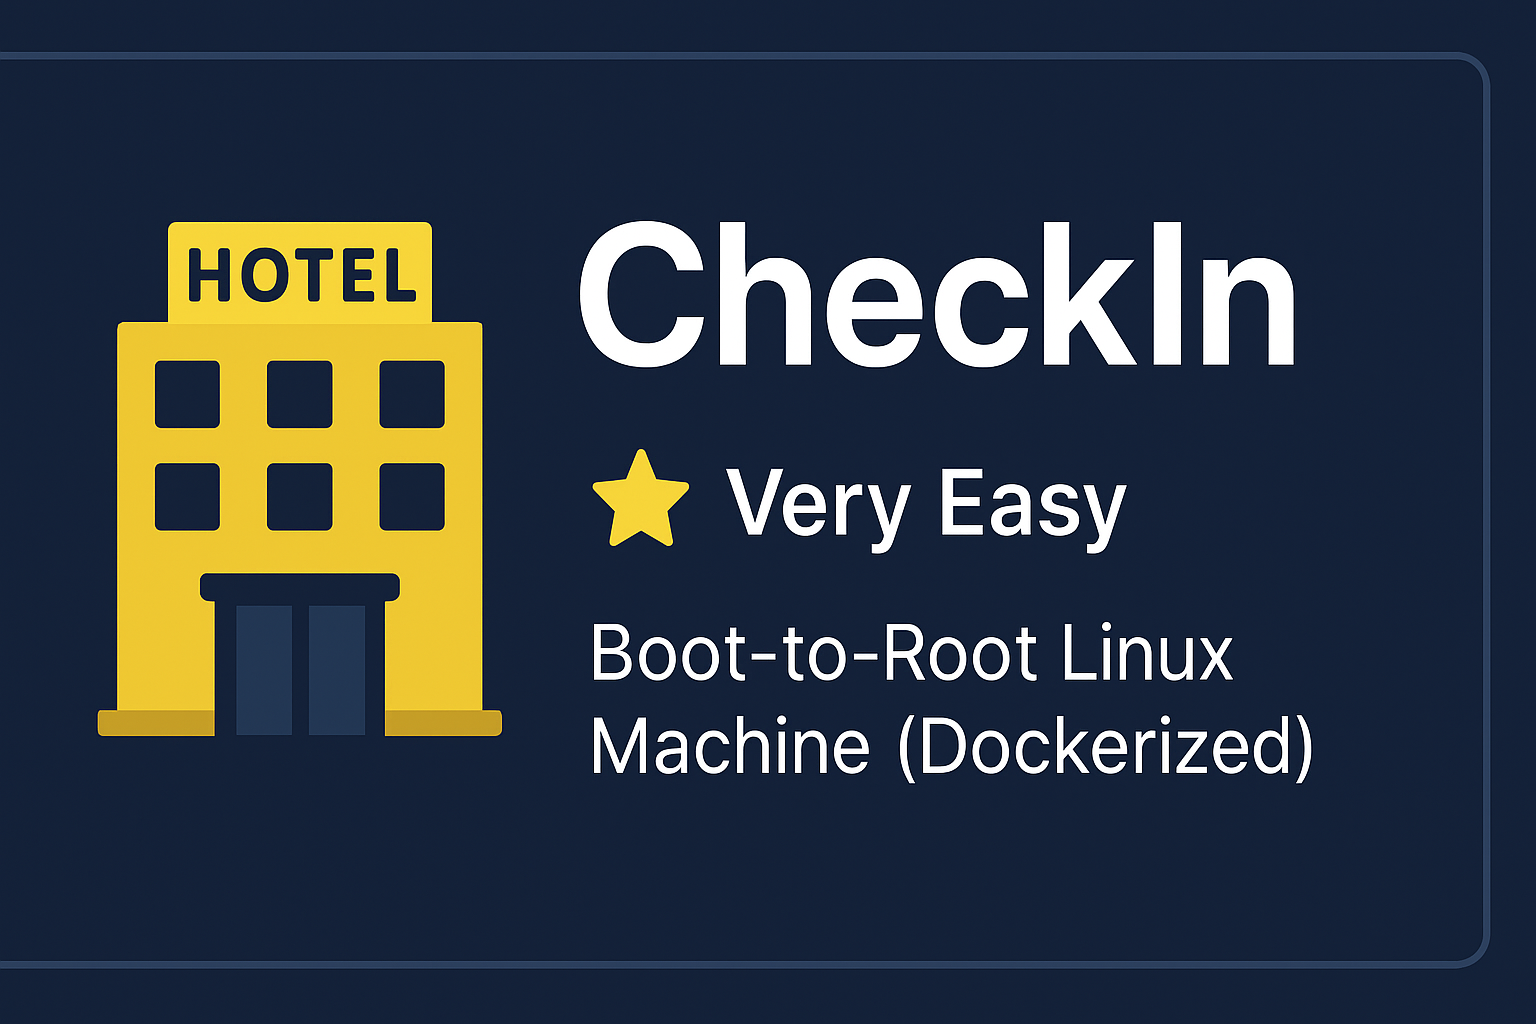 HOTEL
CheckIn
Very Easy
Boot-to-Root Linux
Machine (Dockerized)